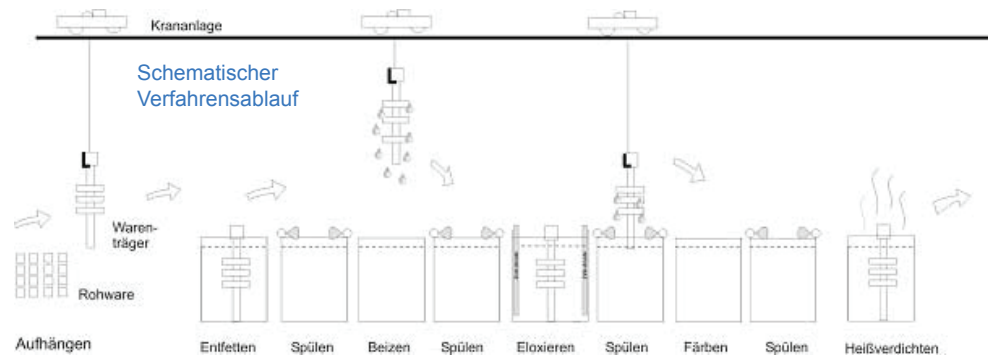 Krananlage
Schematischer
Verfahrensablauf
Waren-
träger
Rohware
Aufhängen
Entfetten
Spülen
Beizen
Spülen
Eloxieren
Spülen
Färben
Spülen
Heißverdichten